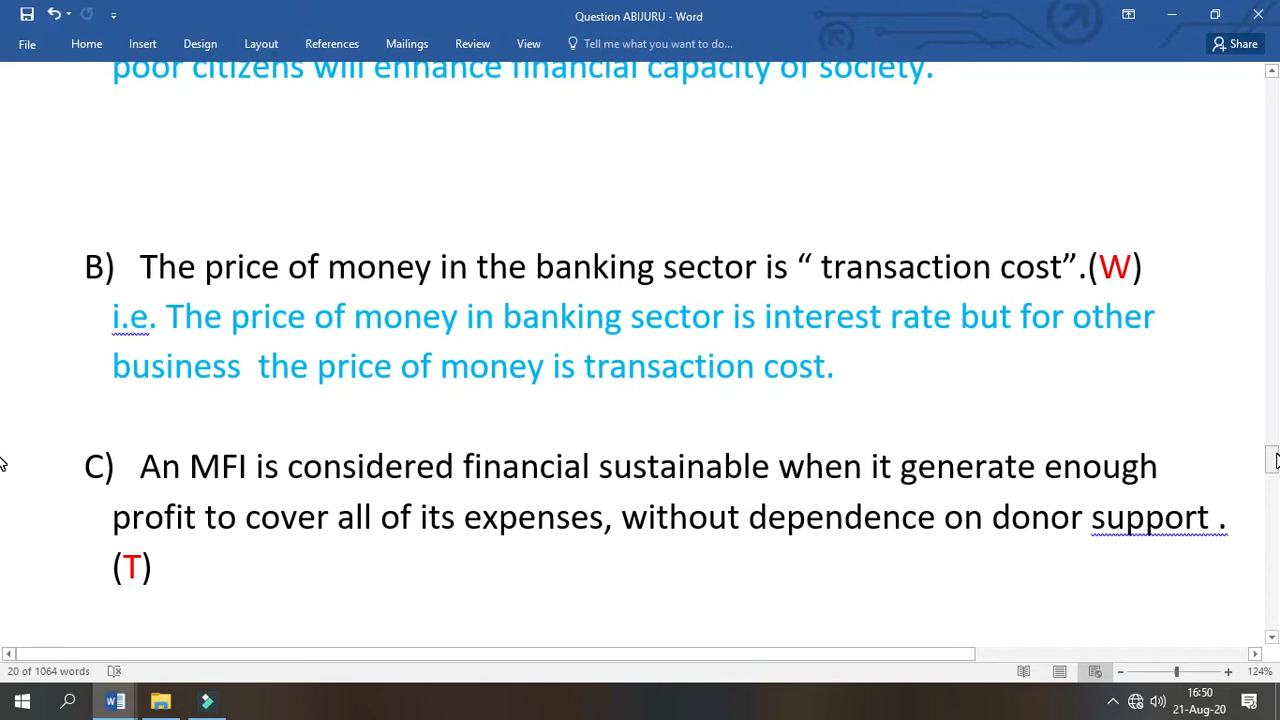 Question ABIJURU - Word
File Home Insert Design Layout References Mailings Review View Tell me what you want to do... Share
poor citizens will enhance financial capacity of society.
B) The price of money in the banking sector is “ transaction cost”.(W)
i.e. The price of money in banking sector is interest rate but for other
business  the price of money is transaction cost.
C) An MFI is considered financial sustainable when it generate enough
profit to cover all of its expenses, without dependence on donor support .
(T)
20 of 1064 words 124%
16:50
21-Aug-20